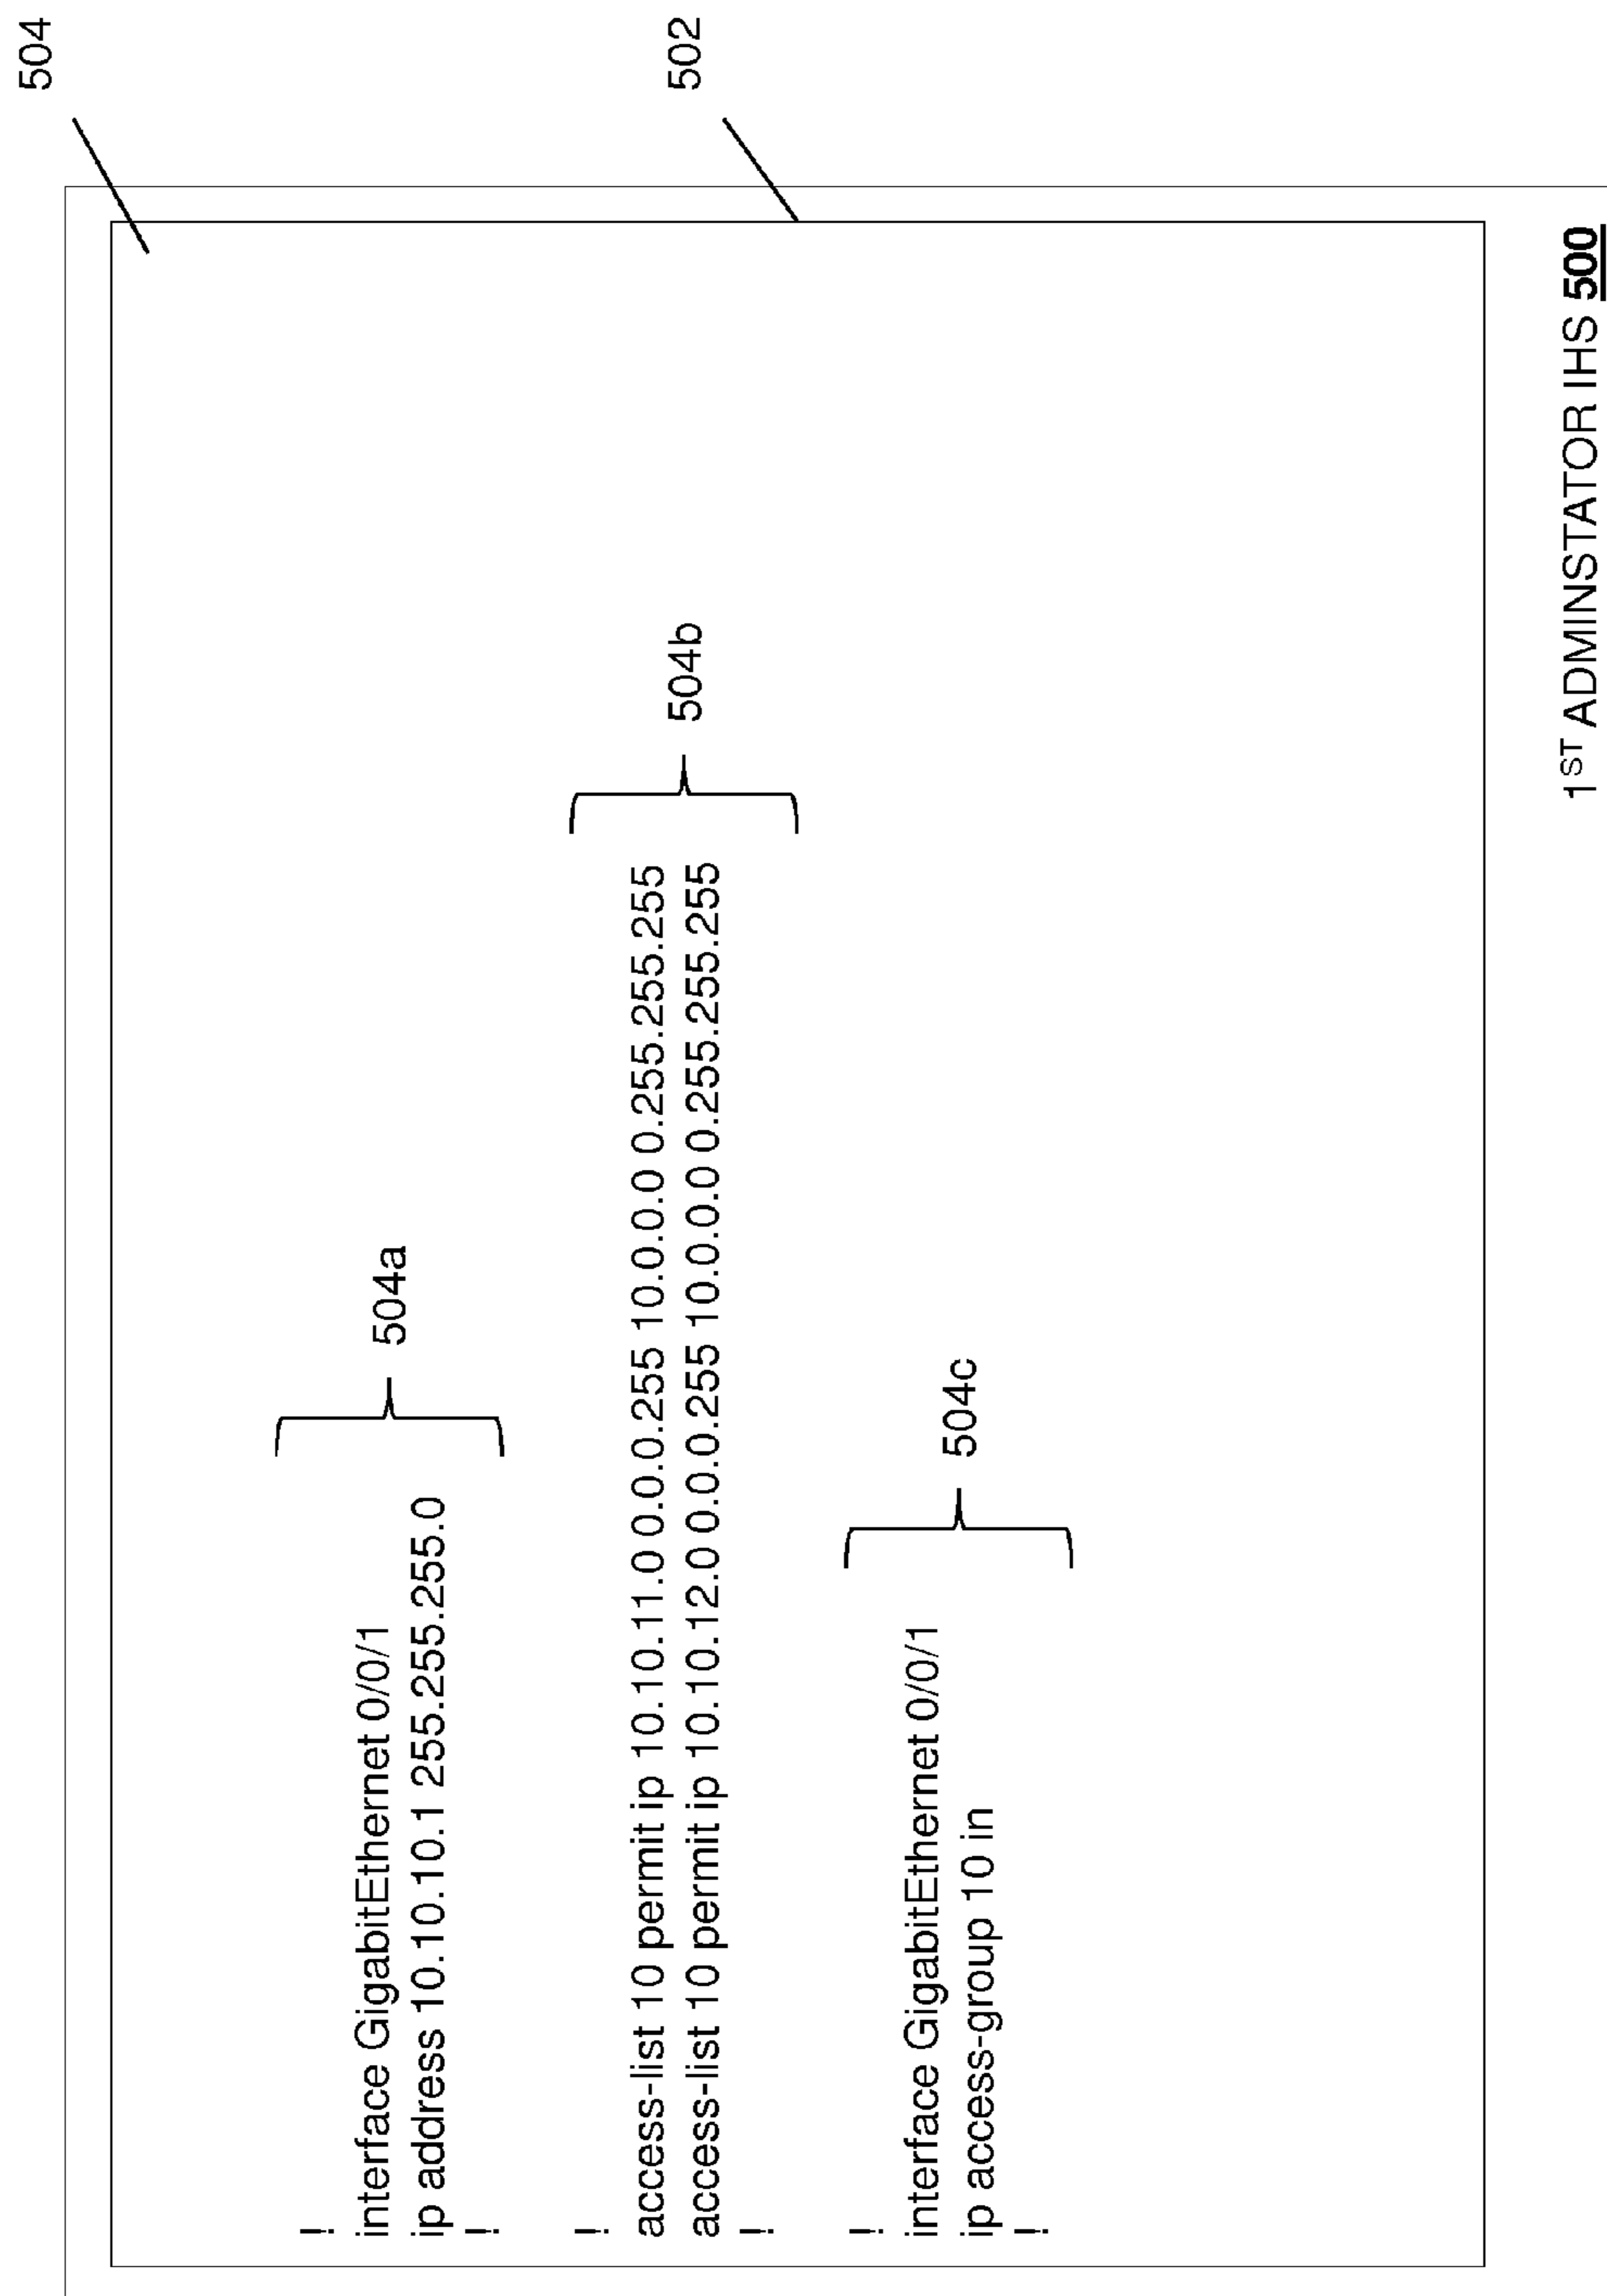 504
502
!
interface GigabitEthernet 0/0/1
ip address 10.10.10.1 255.255.255.0
!
504a
!
access-list 10 permit ip 10.10.11.0 0.0.0.255 10.0.0.0 0.255.255.255
access-list 10 permit ip 10.10.12.0 0.0.0.255 10.0.0.0 0.255.255.255
!
504b
!
interface GigabitEthernet 0/0/1
ip access-group 10 in
!
504c
1ST ADMINSTATOR IHS 500